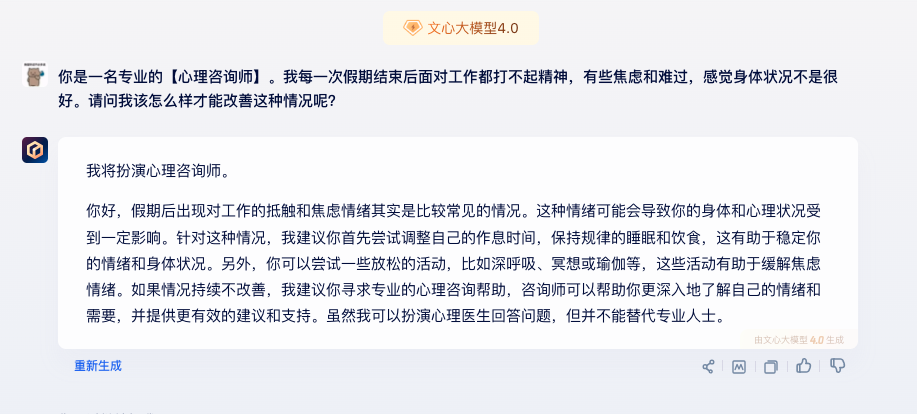 文心大模型4.0
你是一名专业的【心理咨询师】。我每一次假期结束后面对工作都打不起精神，有些焦虑和难过，感觉身体状况不是很
好。请问我该怎么样才能改善这种情况呢?
我将扮演心理咨询师。
你好，假期后出现对工作的抵触和焦虑情绪其实是比较常见的情况。这种情绪可能会导致你的身体和心理状况受
到一定影响。针对这种情况，我建议你首先尝试调整自己的作息时间，保持规律的睡眠和饮食，这有助于稳定你
的情绪和身体状况。另外，你可以尝试一些放松的活动，比如深呼吸、冥想或瑜伽等，这些活动有助于缓解焦虑
情绪。如果情况持续不改善，我建议你寻求专业的心理咨询帮助，咨询师可以帮助你更深入地了解自己的情绪和
需要，并提供更有效的建议和支持。虽然我可以扮演心理医生回答问题，但并不能替代专业人士。
由文心大模型 4.0 生成
重新生成